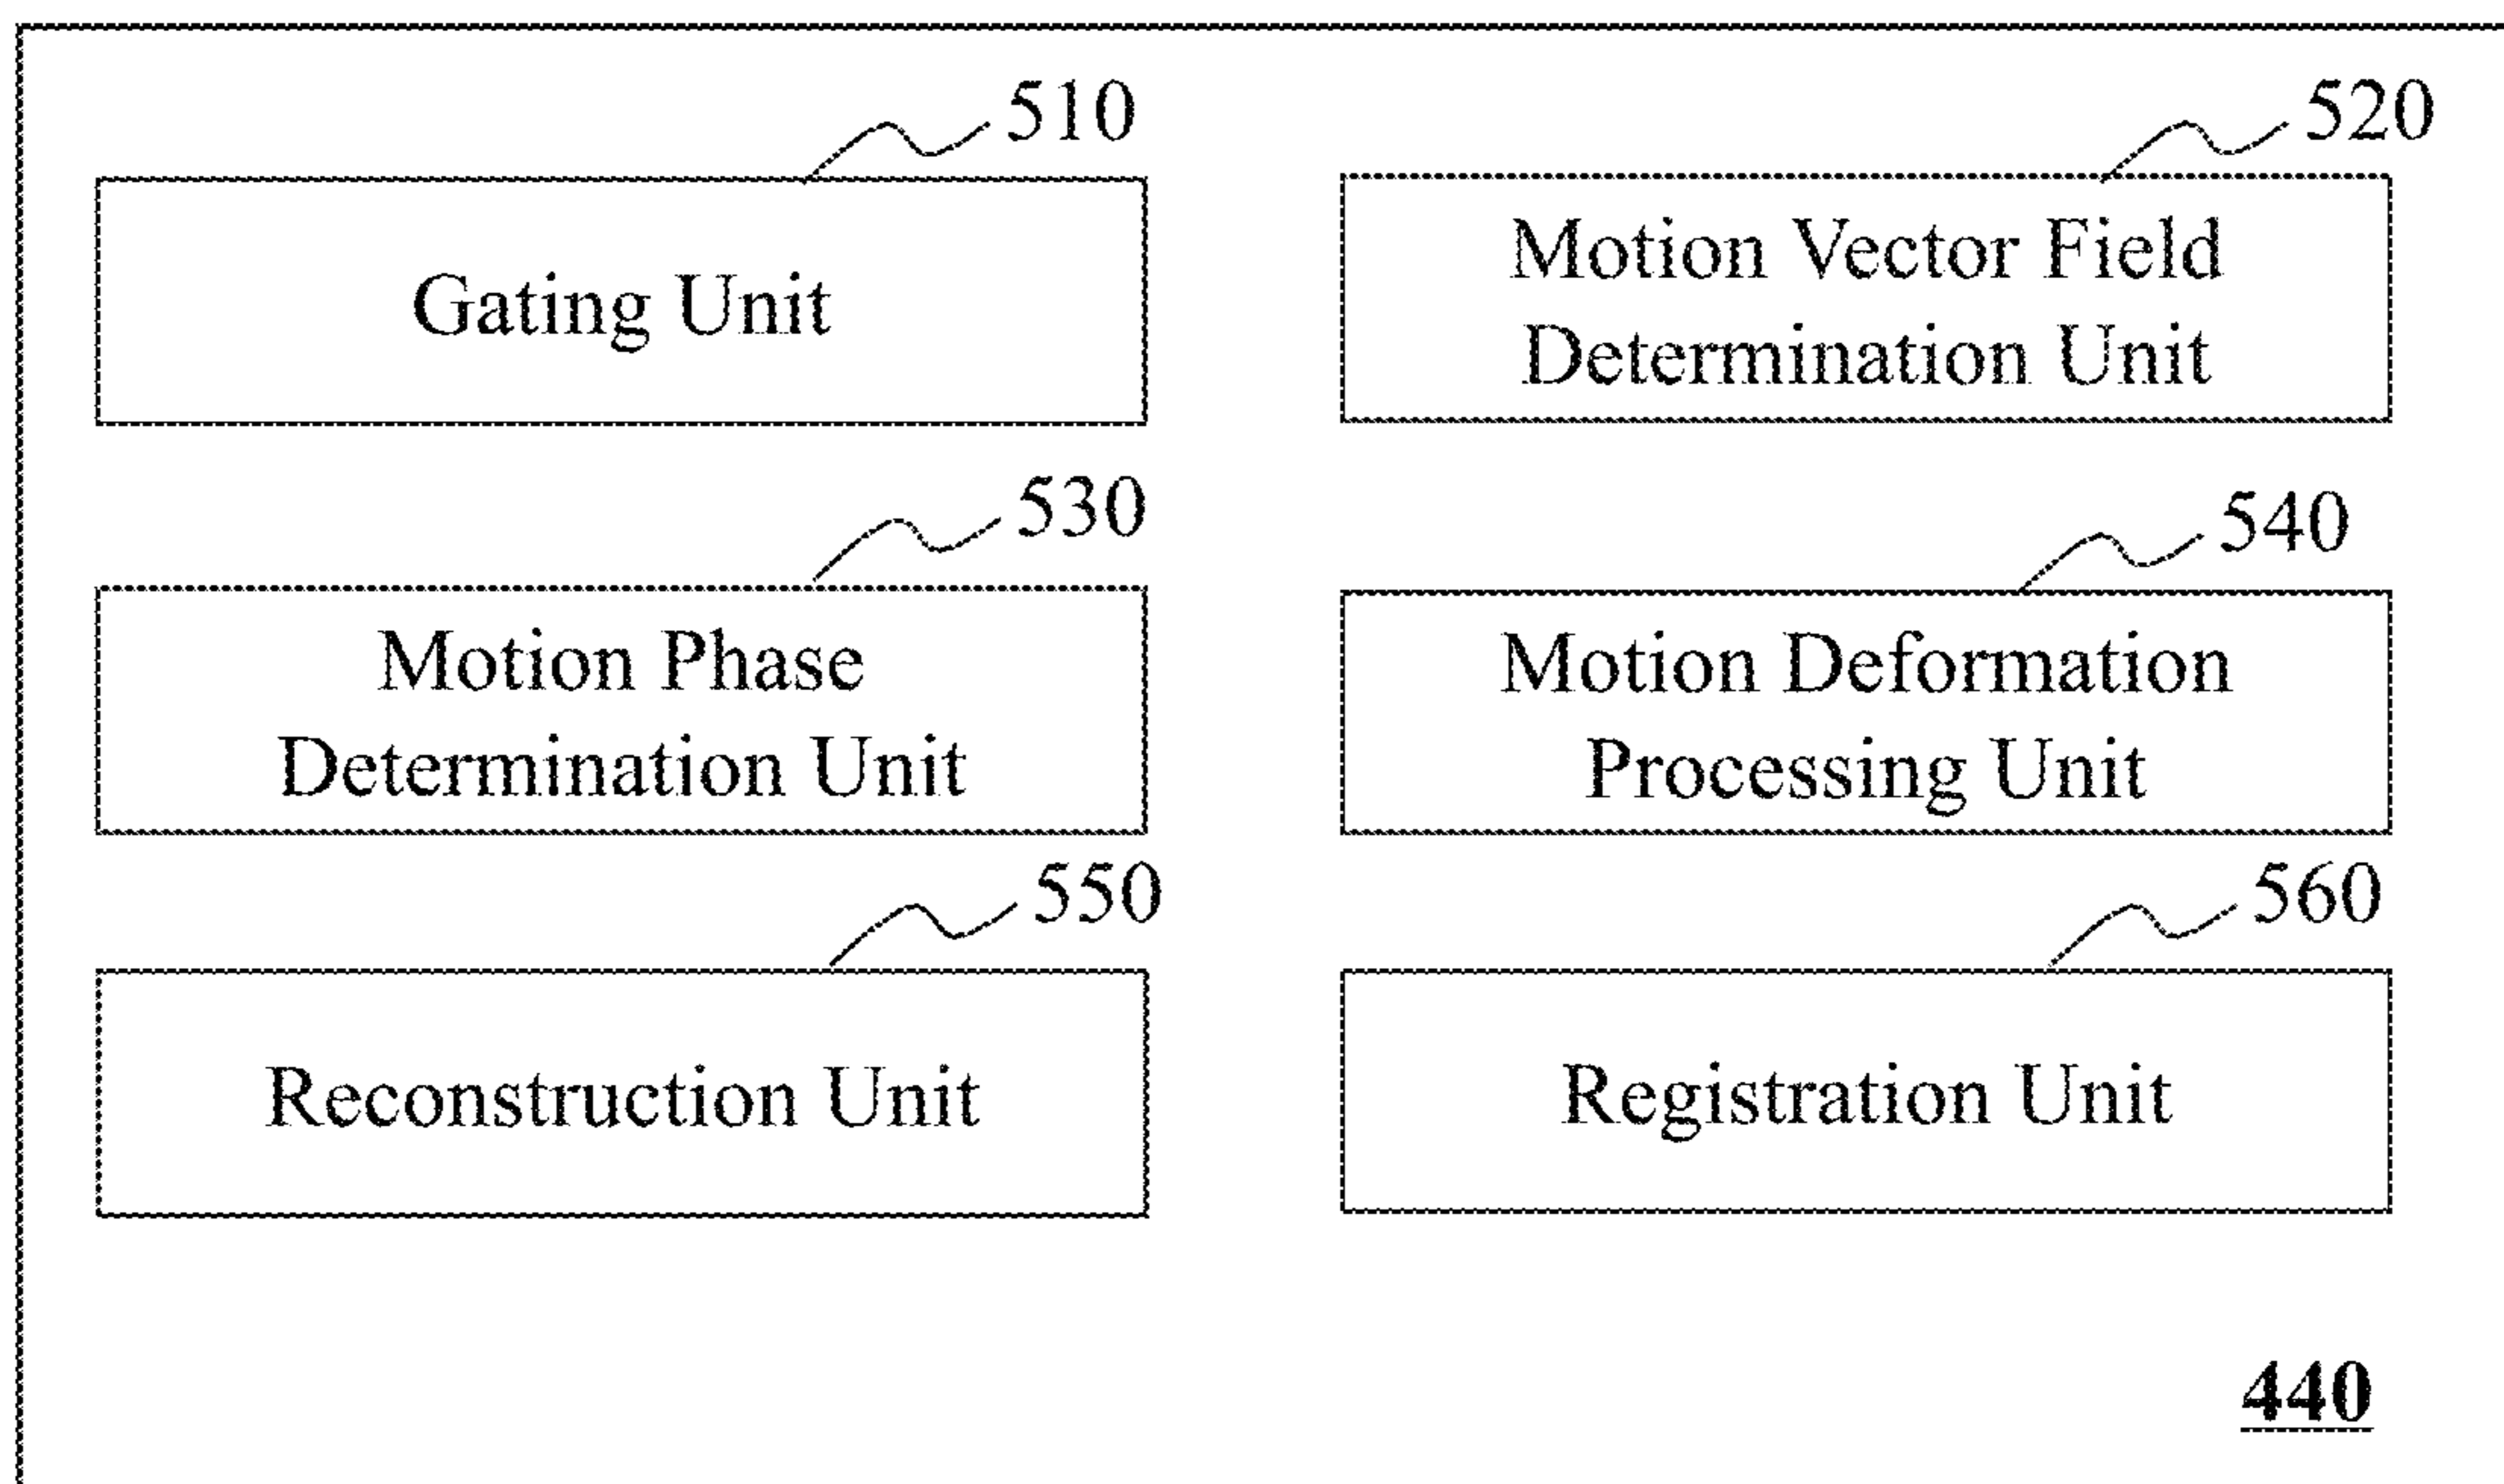 510
520
Gating Unit
Motion Vector Field
Determination Unit
530
540
Motion Phase
Determination Unit
Motion Deformation
Processing Unit
550
560
Reconstruction Unit
Registration Unit
440